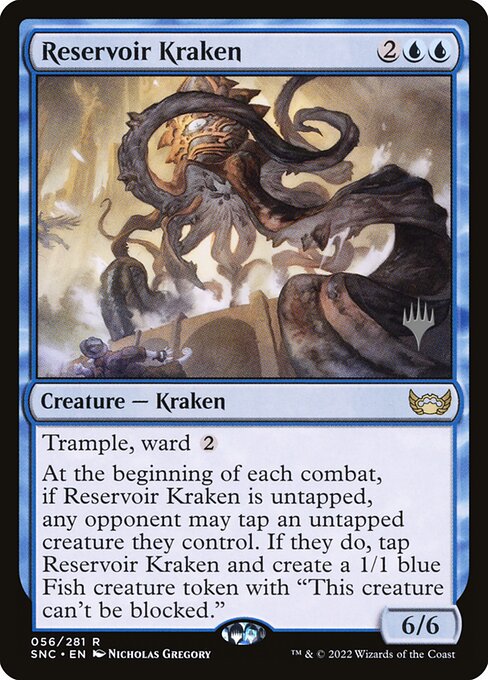 Reservoir Kraken 2
Creature — Kraken
Trample, ward 2
At the beginning of each combat,
if Reservoir Kraken is untapped,
any opponent may tap an untapped
creature they control. If they do, tap
Reservoir Kraken and create a 1/1 blue
Fish creature token with “This creature
can’t be blocked.”
6/6
056/281 R
SNC • EN Nicholas Gregory ™ & © 2022 Wizards of the Coast